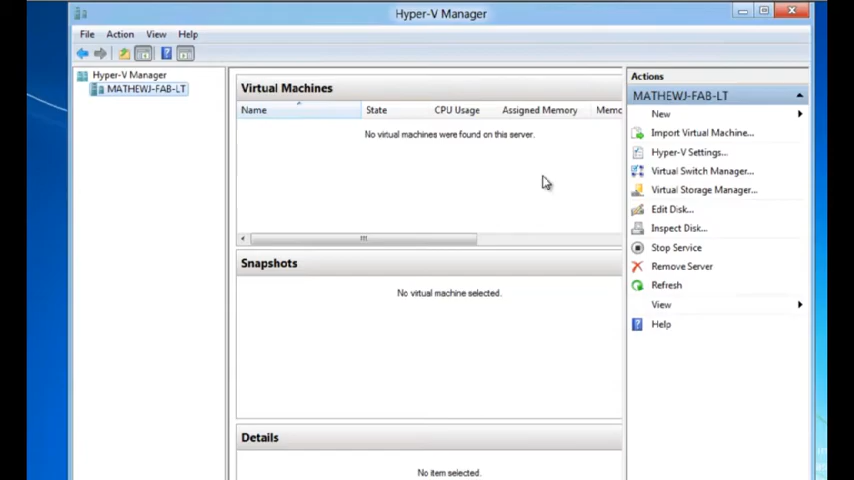 Hyper-V Manager
File Action View Help
Hyper-V Manager
MATHEWJ-FAB-LT
Virtual Machines
Name State CPU Usage Assigned Memory Memo
No virtual machines were found on this server.
Snapshots
No virtual machine selected.
Details
No item selected.
Actions
MATHEWJ-FAB-LT
New
Import Virtual Machine...
Hyper-V Settings...
Virtual Switch Manager...
Virtual Storage Manager...
Edit Disk...
Inspect Disk...
Stop Service
Remove Server
Refresh
View
Help